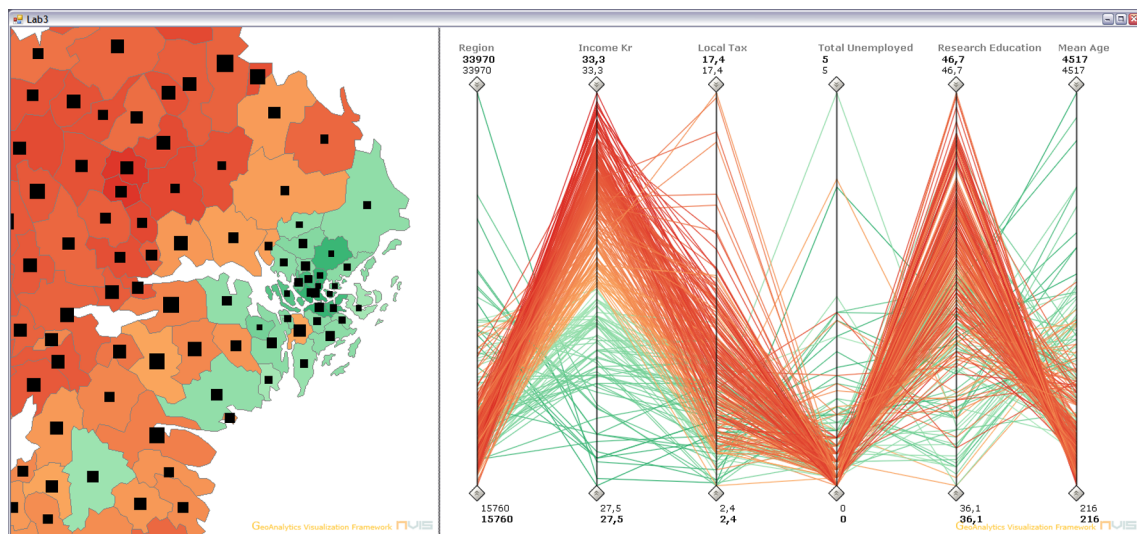 Lab3
Region Income Kr Local Tax Total Unemployed Research Education Mean Age
33970 33,3 17,4 5 46,7 4517
33970 33,3 17,4 5 46,7 4517
15760 27,5 2,4 0 36,1 216
15760 27,5 2,4 0 36,1 216
GeoAnalytics Visualization Framework NVIS
GeoAnalytics Visualization Framework NVIS